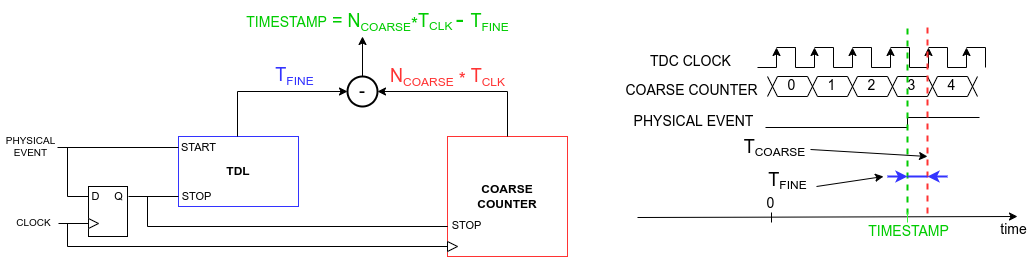 TIMESTAMP = NCOARSE*TCLK - TFINE
TFINE
NCOARSE * TCLK
-
PHYSICAL
EVENT
START
TDL
D Q
STOP
CLOCK
COARSE
COUNTER
STOP
TDC CLOCK
COARSE COUNTER 0 1 2 3 4
PHYSICAL EVENT
TCOARSE
TFINE
0
TIMESTAMP
time